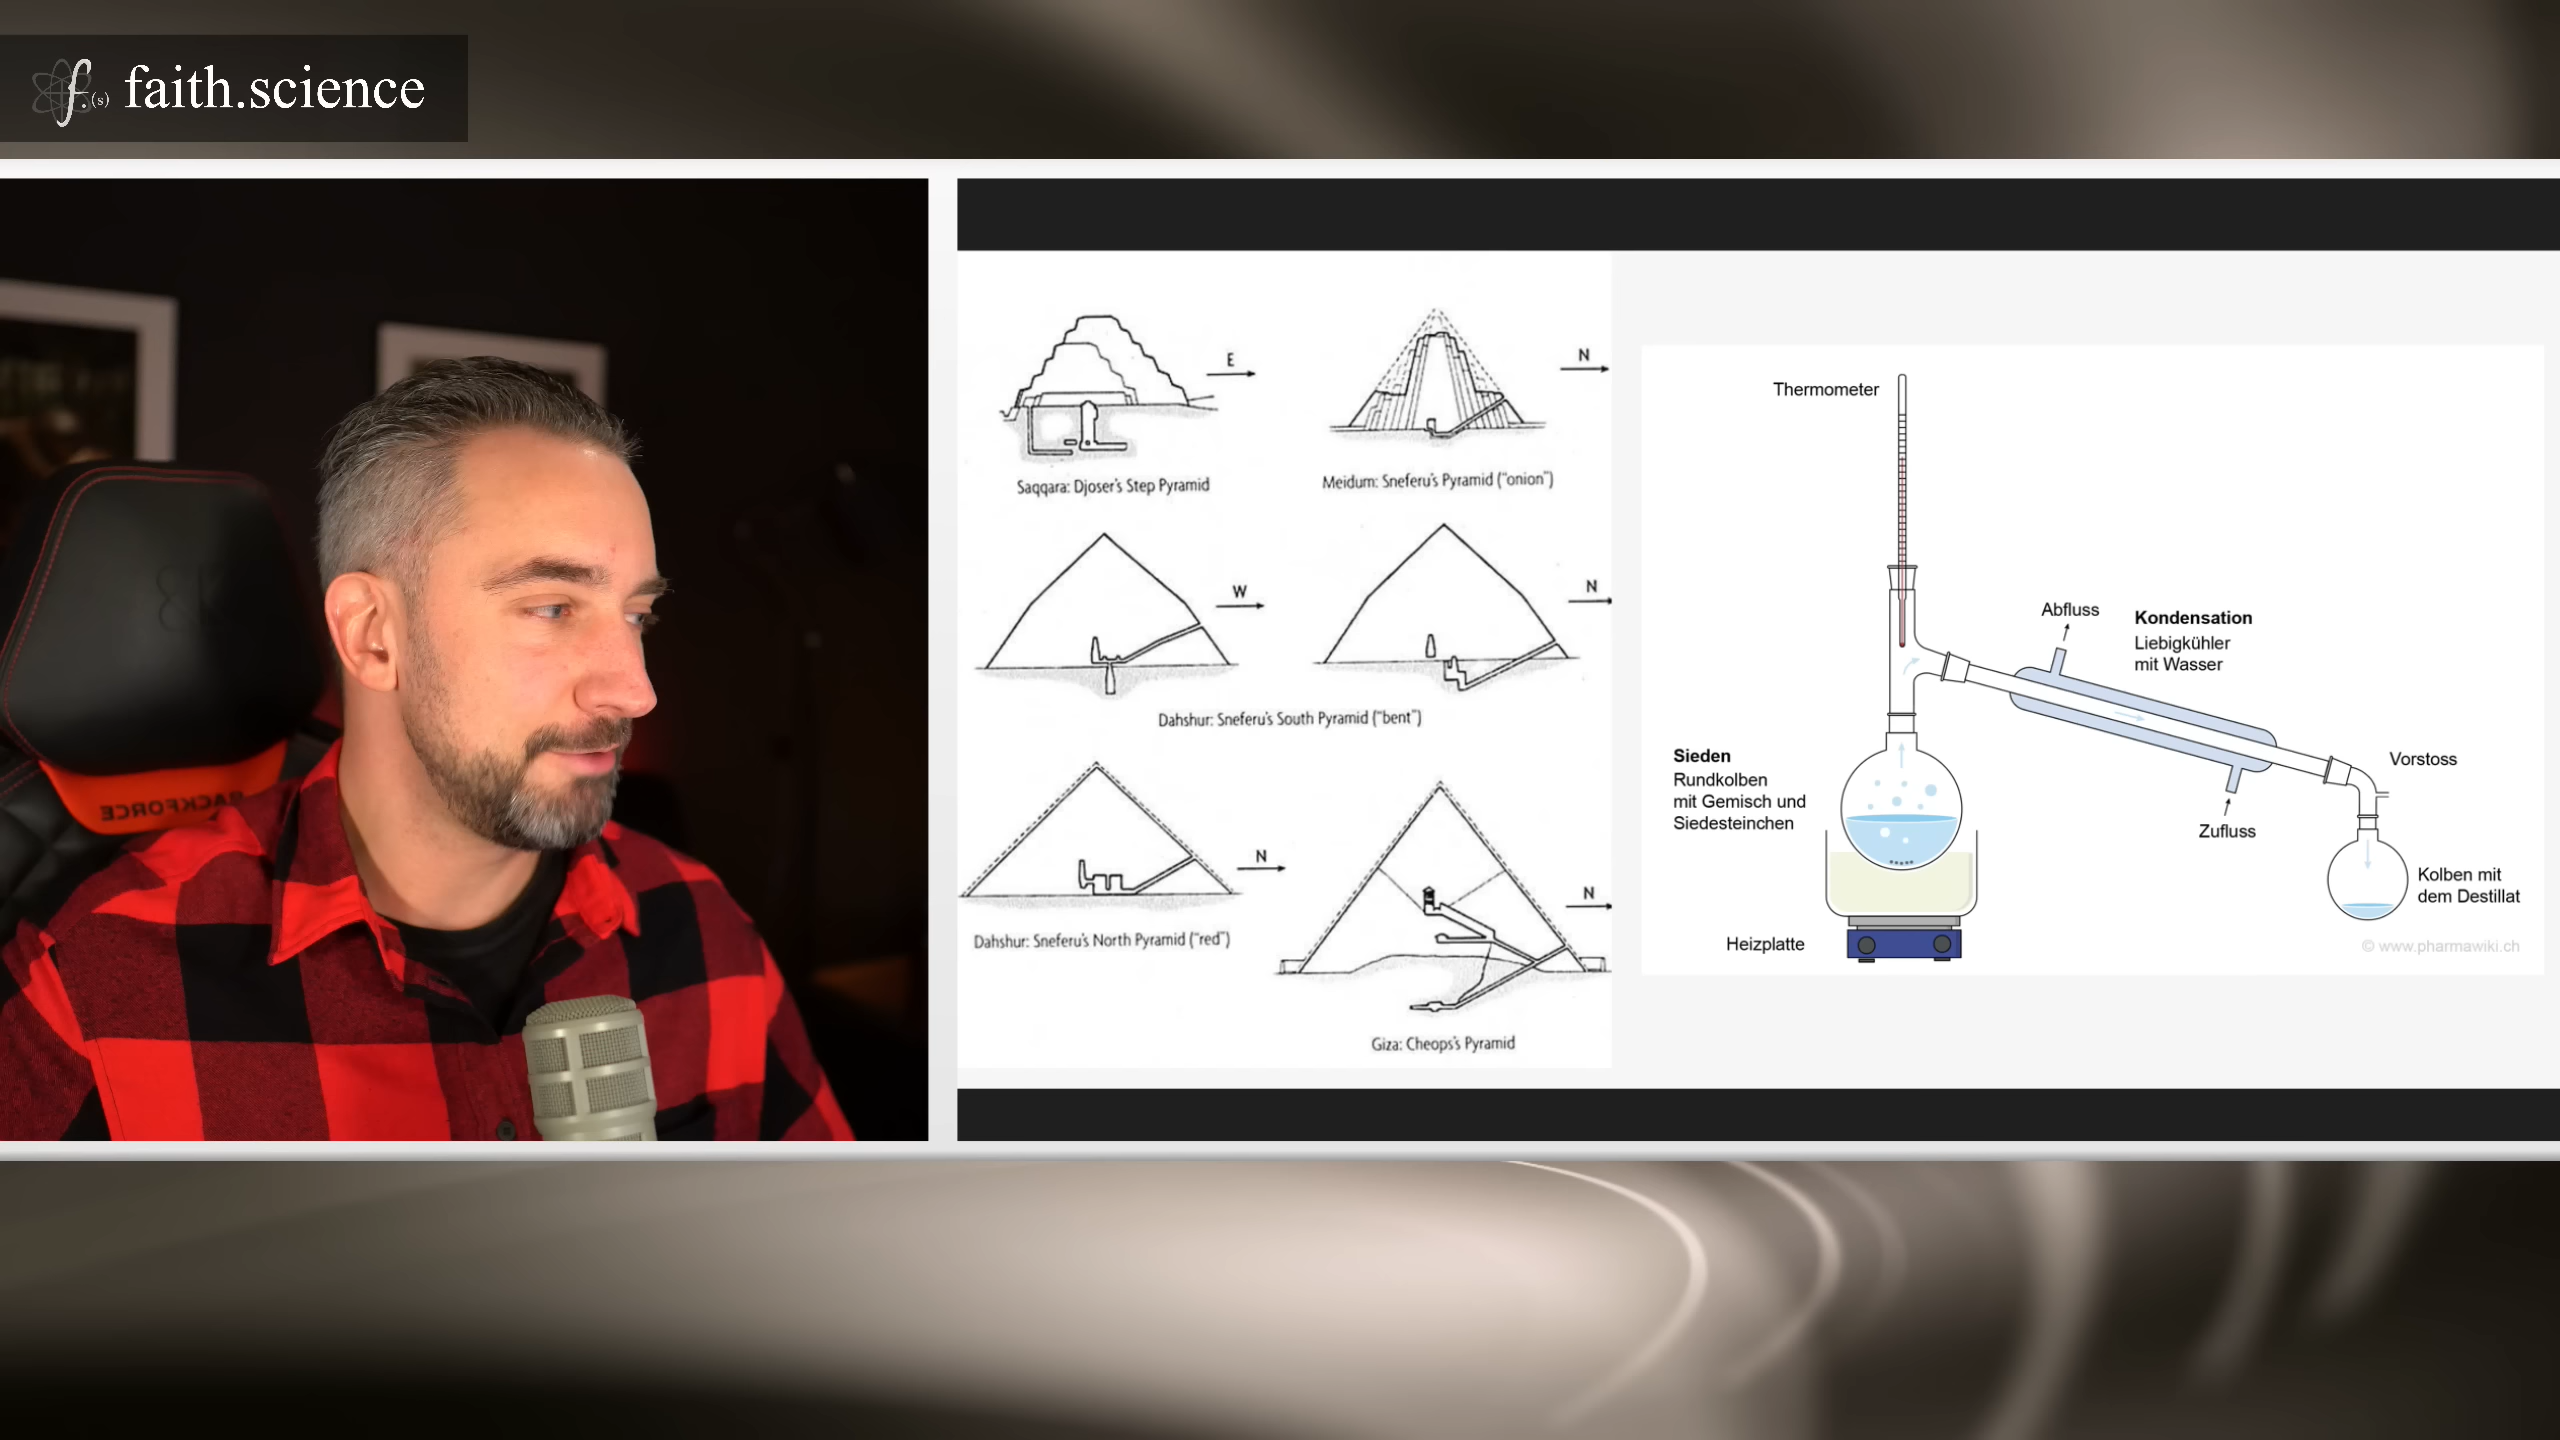 f.(s) faith.science
BACKFORCE
E
Saqqara: Djoser's Step Pyramid
N
Meidum: Sneferu's Pyramid ("onion")
W
N
Dahshur: Sneferu's South Pyramid ("bent")
N
Dahshur: Sneferu's North Pyramid ("red")
N
Giza: Cheops's Pyramid
Thermometer
Abfluss
Kondensation
Liebigkühler
mit Wasser
Sieden
Rundkolben
mit Gemisch und
Siedesteinchen
Vorstoss
Zufluss
Kolben mit
dem Destillat
Heizplatte
© www.pharmawiki.ch